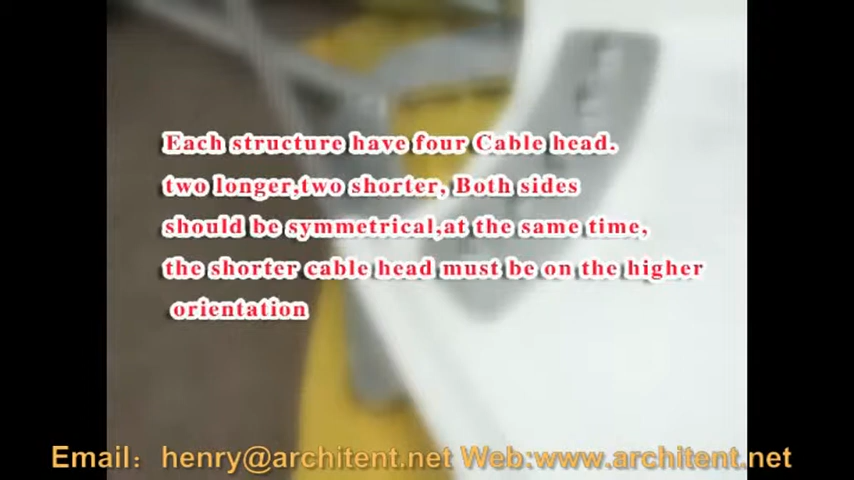 Each structure have four Cable head.
two longer,two shorter, Both sides
should be symmetrical,at the same time,
the shorter cable head must be on the higher
orientation
Email：henry@architent.net Web:www.architent.net